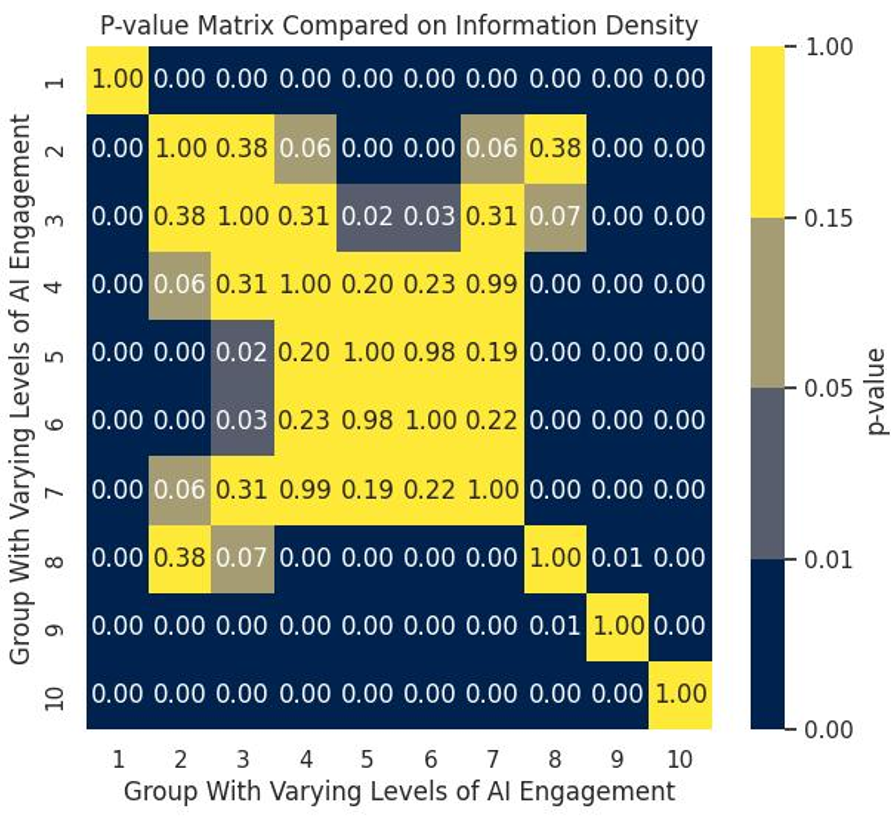 P-value Matrix Compared on Information Density
Group With Varying Levels of AI Engagement
1 1.00 0.00 0.00 0.00 0.00 0.00 0.00 0.00 0.00 0.00
2 0.00 1.00 0.38 0.06 0.00 0.00 0.06 0.38 0.00 0.00
3 0.00 0.38 1.00 0.31 0.02 0.03 0.31 0.07 0.00 0.00
4 0.00 0.06 0.31 1.00 0.20 0.23 0.99 0.00 0.00 0.00
5 0.00 0.00 0.02 0.20 1.00 0.98 0.19 0.00 0.00 0.00
6 0.00 0.00 0.03 0.23 0.98 1.00 0.22 0.00 0.00 0.00
7 0.00 0.06 0.31 0.99 0.19 0.22 1.00 0.00 0.00 0.00
8 0.00 0.38 0.07 0.00 0.00 0.00 0.00 1.00 0.01 0.00
9 0.00 0.00 0.00 0.00 0.00 0.00 0.00 0.01 1.00 0.00
10 0.00 0.00 0.00 0.00 0.00 0.00 0.00 0.00 0.00 1.00
1 2 3 4 5 6 7 8 9 10
Group With Varying Levels of AI Engagement
1.00
0.15
0.05
0.01
0.00
p-value